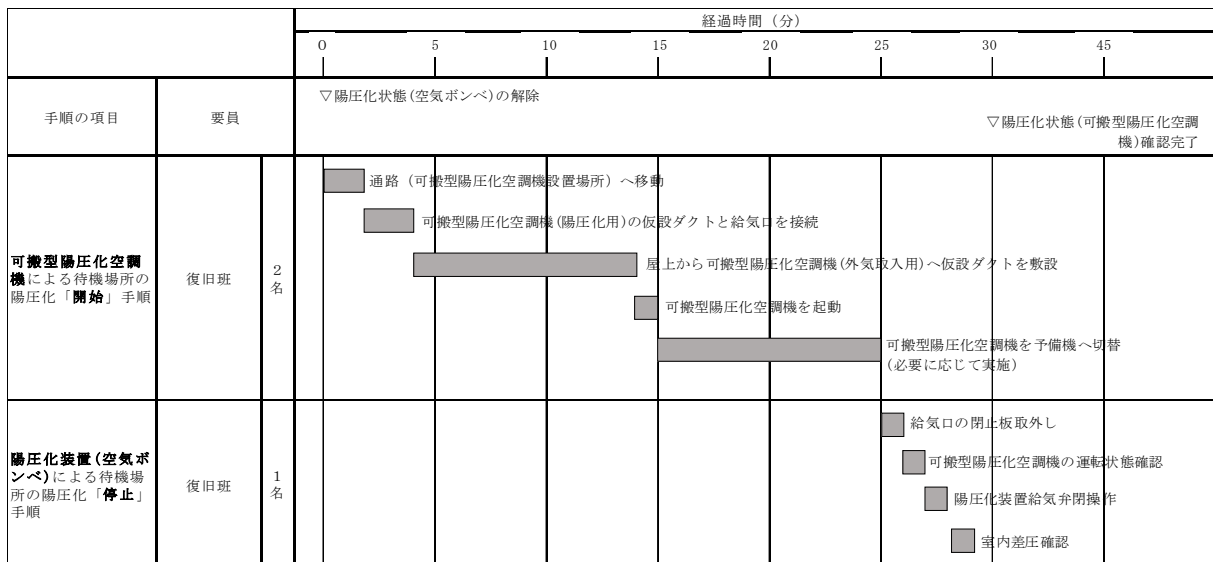 経過時間（分）
0 5 10 15 20 25 30 45
手順の項目 要員
▽陽圧化状態(空気ボンベ)の解除
▽陽圧化状態(可搬型陽圧化空調
機)確認完了
可搬型陽圧化空調
機による待機場所の
陽圧化「開始」手順
復旧班
2
名
通路（可搬型陽圧化空調機設置場所）へ移動
可搬型陽圧化空調機(陽圧化用)の仮設ダクトと給気口を接続
屋上から可搬型陽圧化空調機(外気取入用)へ仮設ダクトを敷設
可搬型陽圧化空調機を起動
可搬型陽圧化空調機を予備機へ切替
(必要に応じて実施)
陽圧化装置(空気ボ
ンベ)による待機場
所の陽圧化「停止」
手順
復旧班
1
名
給気口の閉止板取外し
可搬型陽圧化空調機の運転状態確認
陽圧化装置給気弁閉操作
室内差圧確認